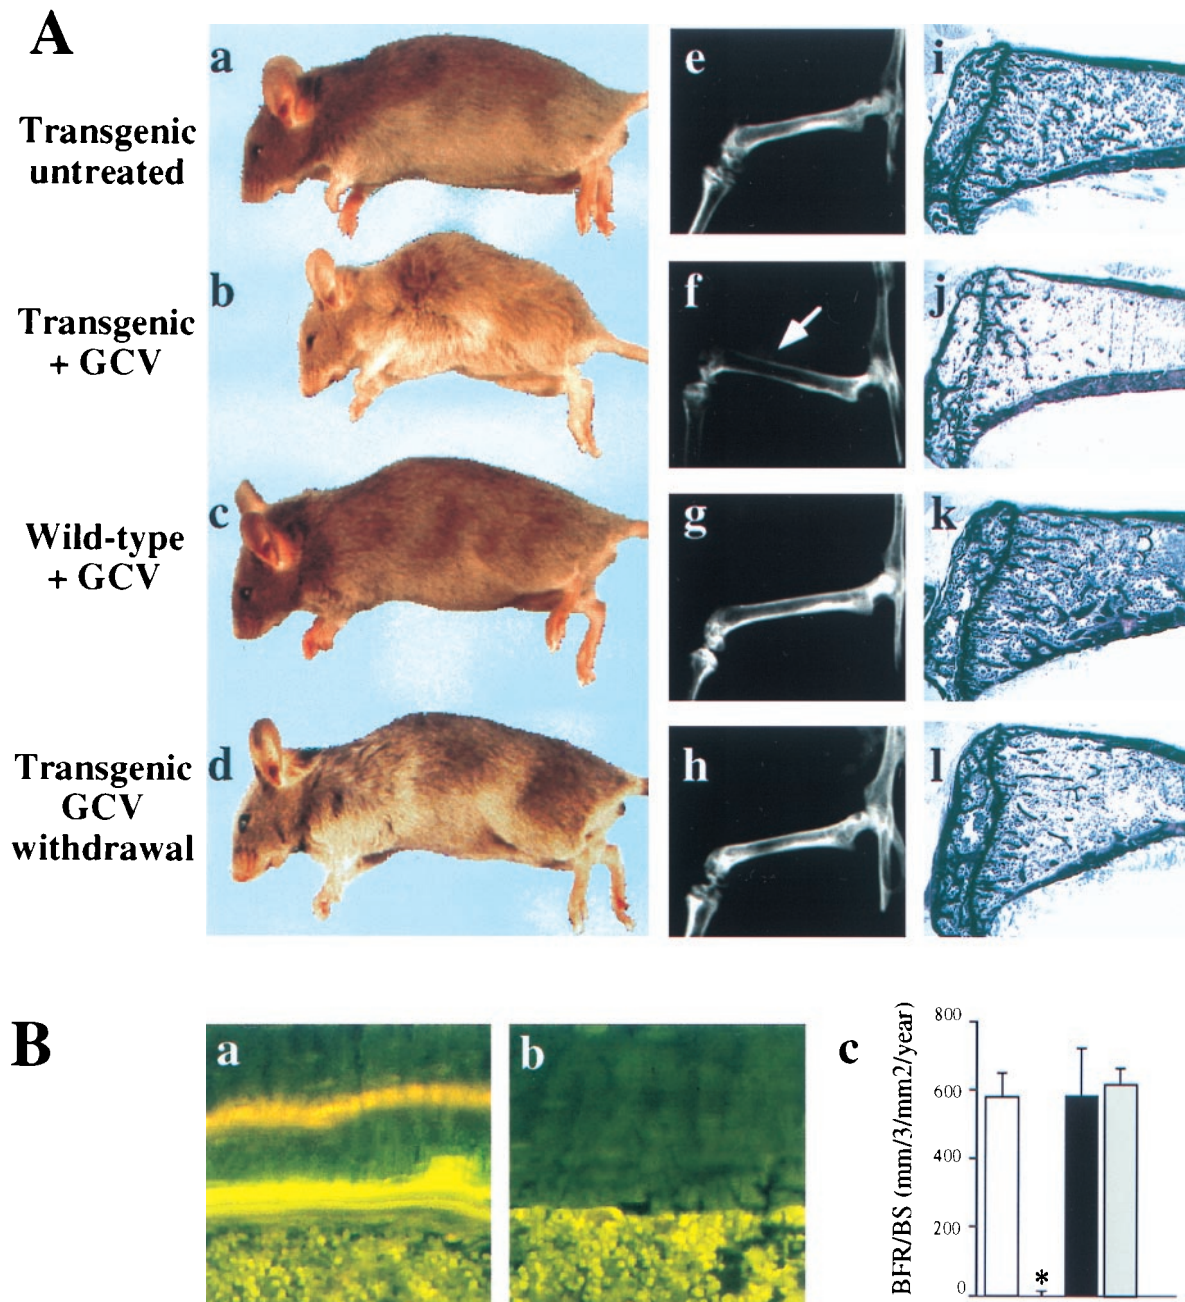 A
a
e
i
Transgenic
untreated
b
f
j
Transgenic
+ GCV
c
g
k
Wild-type
+ GCV
d
h
l
Transgenic
GCV
withdrawal
B
a
b
c
BFR/BS (mm/3/mm2/year)
800
600
400
200
0
*